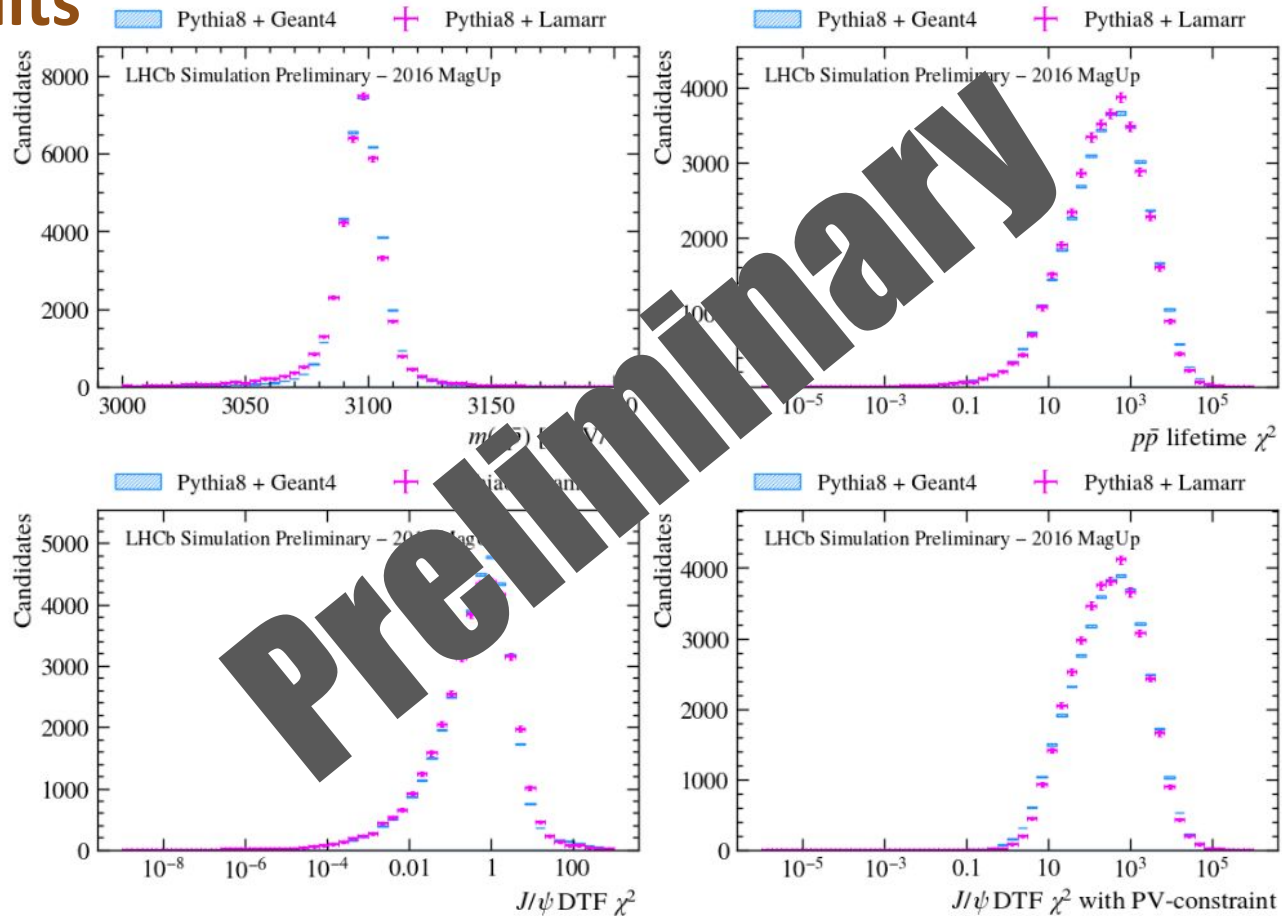 Pythia8 + Geant4 Pythia8 + Lamarr
LHCb Simulation Preliminary – 2016 MagUp
Candidates
8000
6000
4000
2000
0
3000 3050 3100 3150
Pythia8 + Geant4 Pythia8 + Lamarr
LHCb Simulation Preliminary – 2016 MagUp
Candidates
4000
3000
2000
0
10⁻⁵ 10⁻³ 0.1 10 10³ 10⁵
pp̄ lifetime χ²
Pythia8 + Geant4
LHCb Simulation Preliminary –
Candidates
5000
4000
3000
2000
1000
0
10⁻⁸ 10⁻⁶ 10⁻⁴ 0.01 1 100
J/ψ DTF χ²
Pythia8 + Geant4 Pythia8 + Lamarr
LHCb Simulation Preliminary – 2016 MagUp
Candidates
4000
3000
2000
1000
0
10⁻⁵ 10⁻³ 0.1 10 10³ 10⁵
J/ψ DTF χ² with PV-constraint
Preliminary